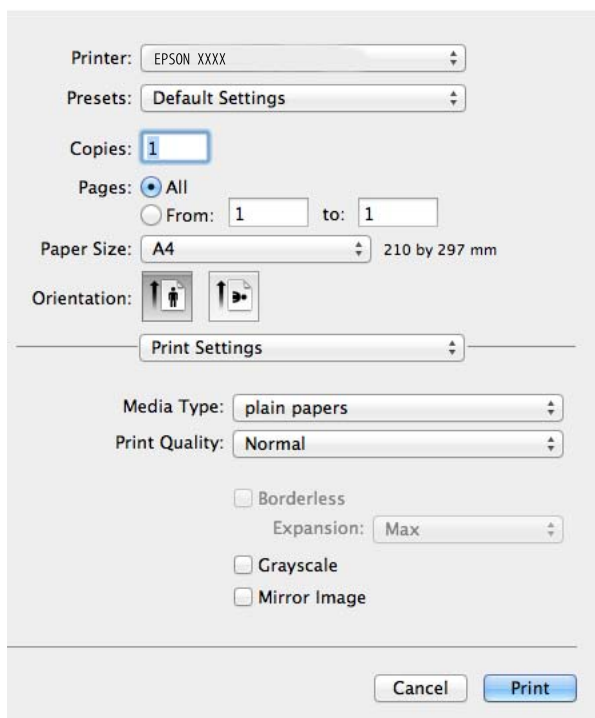 Printer: EPSON XXXX
Presets: Default Settings
Copies: 1
Pages: All
From: 1 to: 1
Paper Size: A4 210 by 297 mm
Orientation:
Print Settings
Media Type: plain papers
Print Quality: Normal
Borderless
Expansion: Max
Grayscale
Mirror Image
Cancel Print